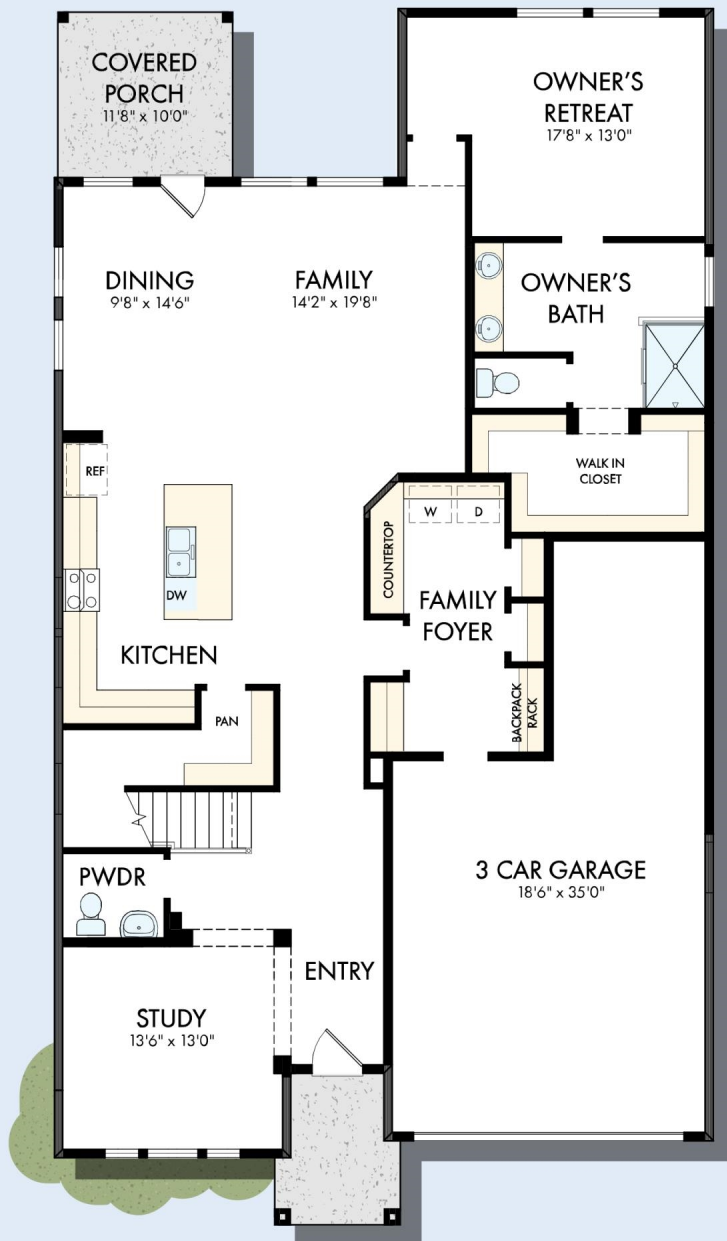 COVERED
PORCH
11'8" x 10'0"
OWNER'S
RETREAT
17'8" x 13'0"
DINING
9'8" x 14'6"
FAMILY
14'2" x 19'8"
OWNER'S
BATH
REF
WALK IN
CLOSET
W
D
COUNTERTOP
DW
FAMILY
FOYER
KITCHEN
PAN
BACKPACK
RACK
PWDR
3 CAR GARAGE
18'6" x 35'0"
ENTRY
STUDY
13'6" x 13'0"